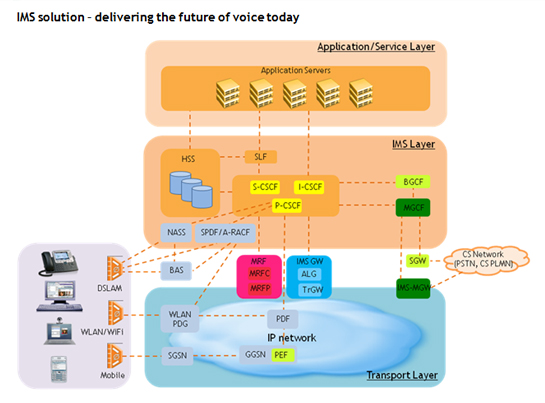 IMS solution – delivering the future of voice today
Application/Service Layer
Application Servers
IMS Layer
HSS
SLF
S-CSCF
I-CSCF
P-CSCF
BGCF
MGCF
NASS
SPDF/A-RACF
BAS
MRF
MRFC
MRFP
IMS GW
ALG
TrGW
SGW
CS Network
[PSTN, CS PLMN]
IMS-MGW
DSLAM
WLAN/WIFI
Mobile
WLAN
PDG
PDF
IP network
SGSN
GGSN
PEF
Transport Layer